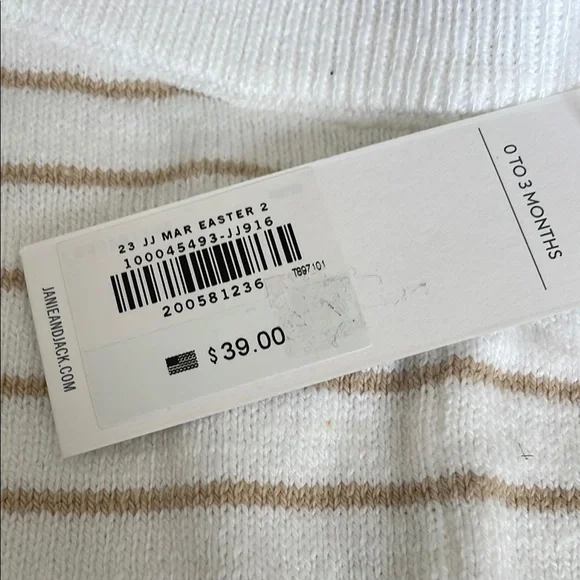 23 JJ MAR EASTER 2
100045493-JJ916
200581236
T897101
$39.00
JANIEANDJACK.COM
0 TO 3 MONTHS